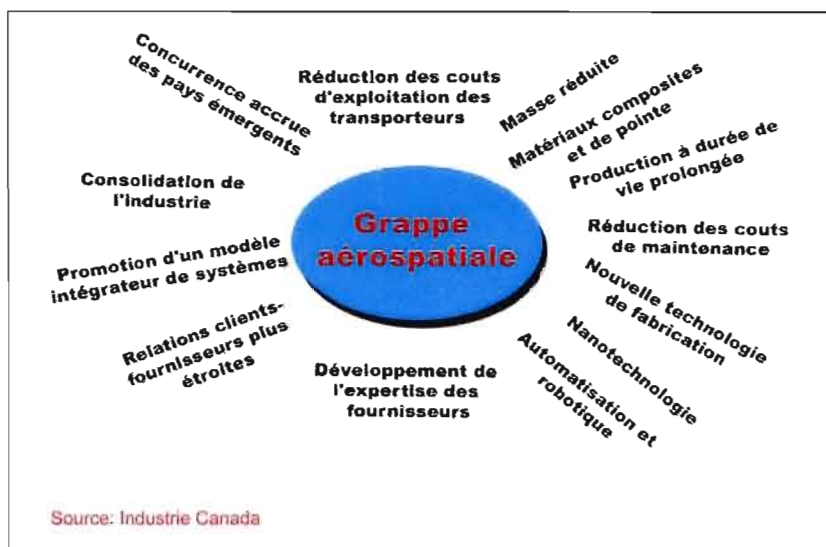 Concurrence accrue
des pays émergents
Réduction des couts
d'exploitation des
transporteurs
Masse réduite
Matériaux composites
et de pointe
Production à durée de
vie prolongée
Consolidation de
l'industrie
Grappe
aérospatiale
Réduction des couts
de maintenance
Promotion d'un modèle
intégrateur de systèmes
Nouvelle technologie
de fabrication
Relations clients-
fournisseurs plus
étroites
Développement de
l'expertise des
fournisseurs
Nanotechnologie
Automatisation et
robotique
Source: Industrie Canada